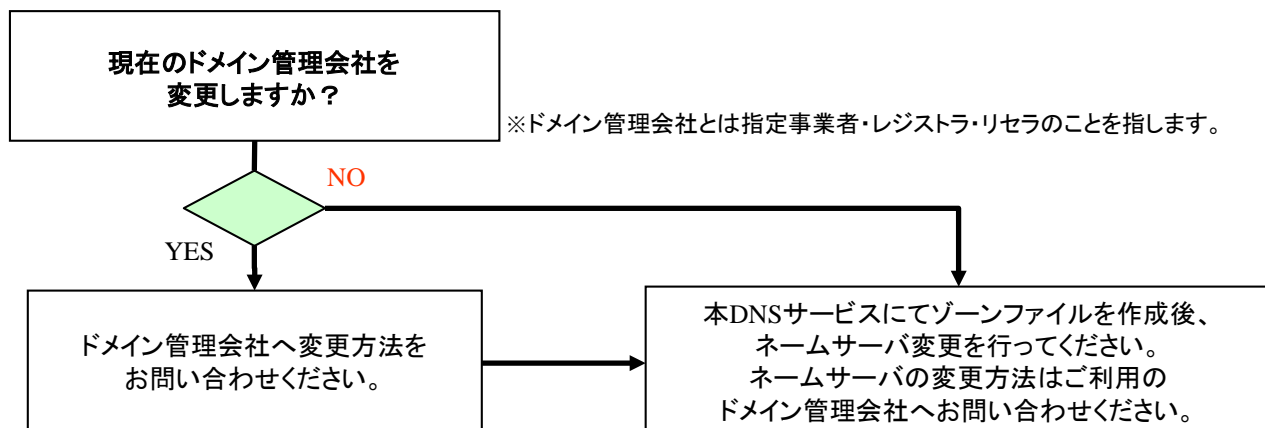 現在のドメイン管理会社を
変更しますか？
※ドメイン管理会社とは指定事業者・レジストラ・リセラのことを指します。
NO
YES
ドメイン管理会社へ変更方法を
お問い合わせください。
本DNSサービスにてゾーンファイルを作成後、
ネームサーバ変更を行ってください。
ネームサーバの変更方法はご利用の
ドメイン管理会社へお問い合わせください。